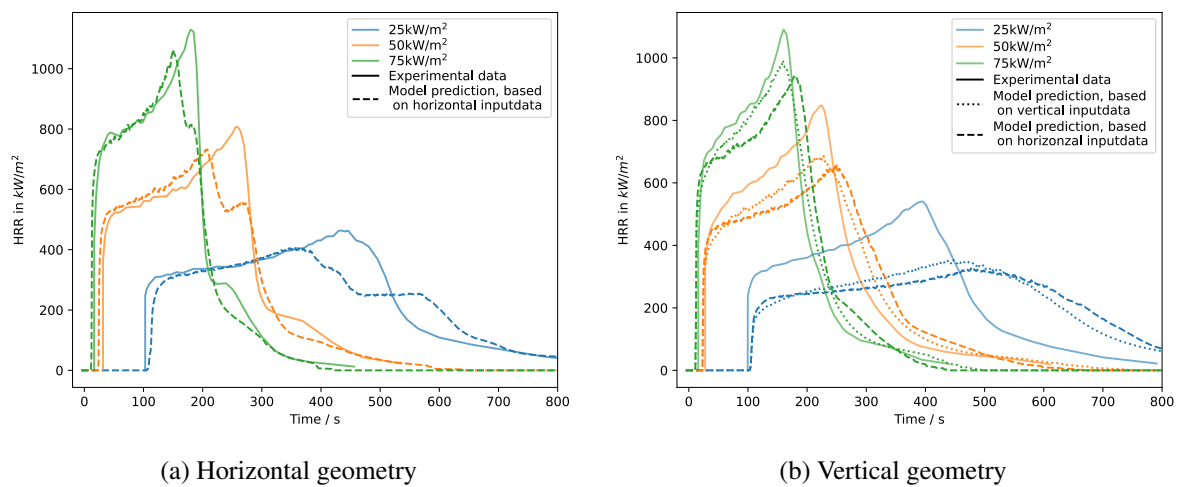 25kW/m²
50kW/m²
75kW/m²
Experimental data
Model prediction, based
on horizontal inputdata
HRR in kW/m²
1000
800
600
400
200
0
0 100 200 300 400 500 600 700 800
Time / s
(a) Horizontal geometry
25kW/m²
50kW/m²
75kW/m²
Experimental data
Model prediction, based
on vertical inputdata
Model prediction, based
on horizonzal inputdata
HRR in kW/m²
1000
800
600
400
200
0
0 100 200 300 400 500 600 700 800
Time / s
(b) Vertical geometry